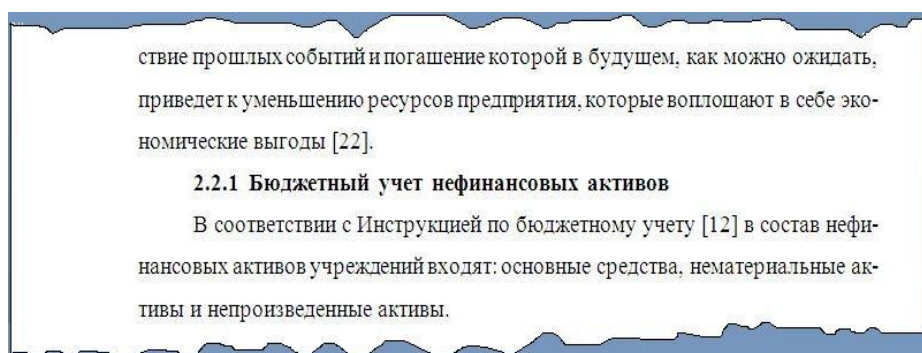 ствие прошлых событий и погашение которой в будущем, как можно ожидать,
приведет к уменьшению ресурсов предприятия, которые воплощают в себе эко-
номические выгоды [22].
2.2.1 Бюджетный учет нефинансовых активов
В соответствии с Инструкцией по бюджетному учету [12] в состав нефи-
нансовых активов учреждений входят: основные средства, нематериальные ак-
тивы и непроизведенные активы.